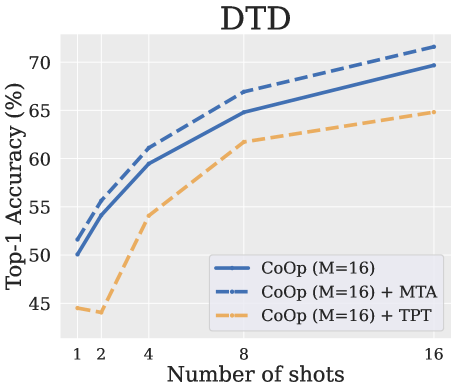 DTD
Top-1 Accuracy (%)
70
65
60
55
50
45
CoOp (M=16)
CoOp (M=16) + MTA
CoOp (M=16) + TPT
1 2 4 8 16
Number of shots